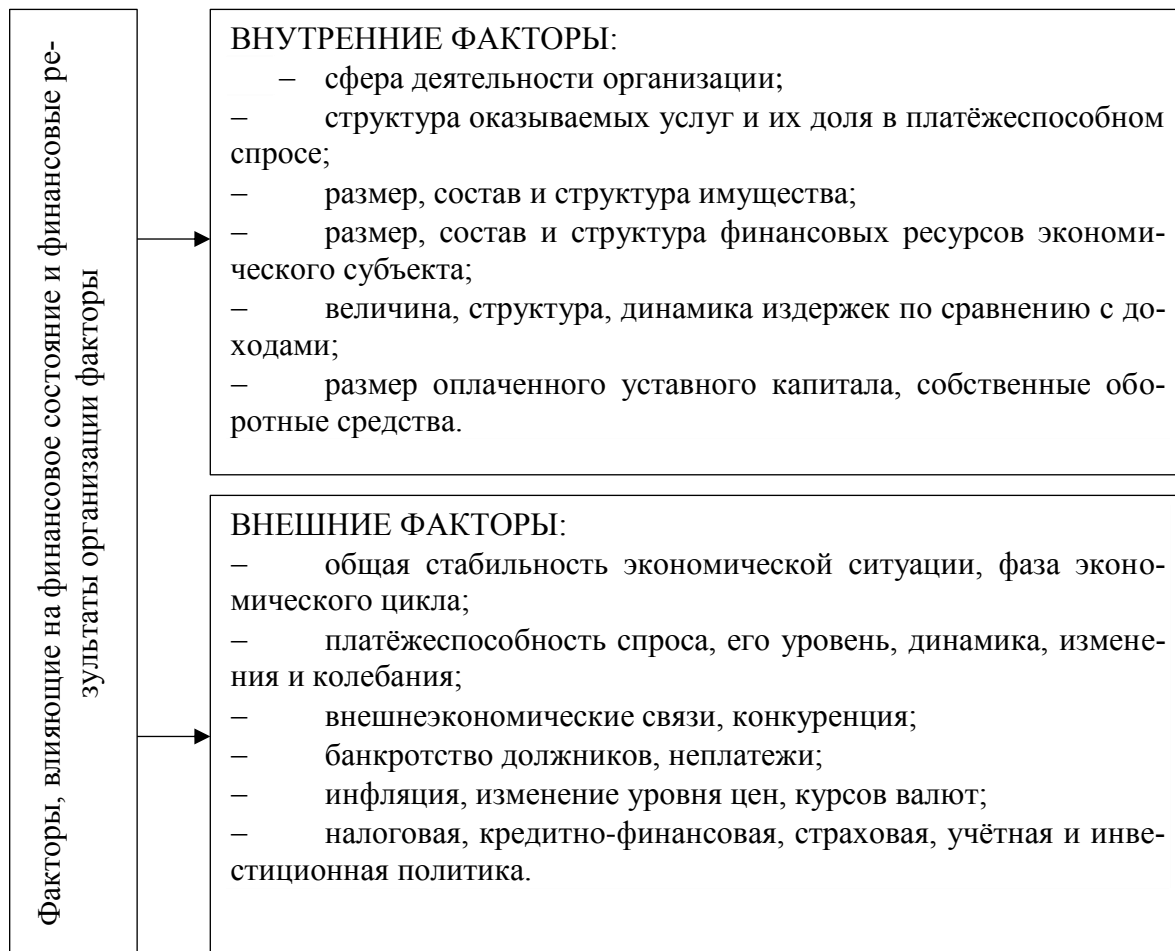 Факторы, влияющие на финансовое состояние и финансовые ре-
зультаты организации факторы
ВНУТРЕННИЕ ФАКТОРЫ:
– сфера деятельности организации;
– структура оказываемых услуг и их доля в платёжеспособном
спросе;
– размер, состав и структура имущества;
– размер, состав и структура финансовых ресурсов экономи-
ческого субъекта;
– величина, структура, динамика издержек по сравнению с до-
ходами;
– размер оплаченного уставного капитала, собственные обо-
ротные средства.
ВНЕШНИЕ ФАКТОРЫ:
– общая стабильность экономической ситуации, фаза эконо-
мического цикла;
– платёжеспособность спроса, его уровень, динамика, измене-
ния и колебания;
– внешнеэкономические связи, конкуренция;
– банкротство должников, неплатежи;
– инфляция, изменение уровня цен, курсов валют;
– налоговая, кредитно-финансовая, страховая, учётная и инве-
стиционная политика.